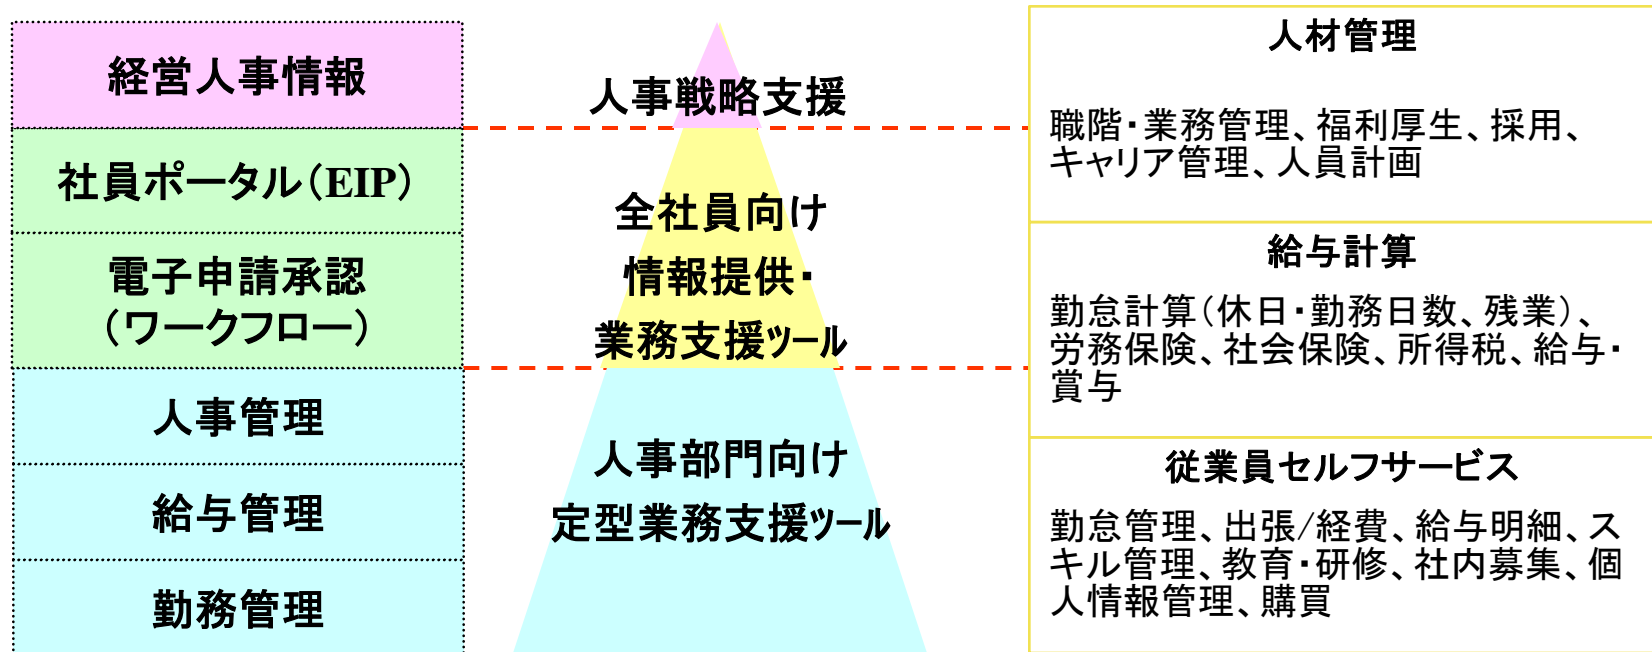 経営人事情報
社員ポータル(EIP)
電子申請承認
(ワークフロー)
人事管理
給与管理
勤務管理
人事戦略支援
全社員向け
情報提供・
業務支援ツール
人事部門向け
定型業務支援ツール
人材管理
職階・業務管理、福利厚生、採用、
キャリア管理、人員計画
給与計算
勤怠計算(休日・勤務日数、残業)、
労務保険、社会保険、所得税、給与・
賞与
従業員セルフサービス
勤怠管理、出張/経費、給与明細、ス
キル管理、教育・研修、社内募集、個
人情報管理、購買